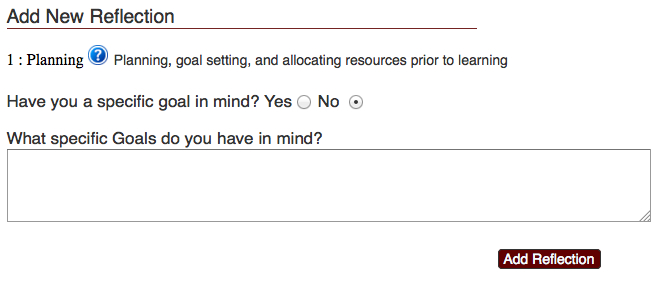 Add New Reflection
1 : Planning ? Planning, goal setting, and allocating resources prior to learning
Have you a specific goal in mind? Yes No
What specific Goals do you have in mind?
Add Reflection